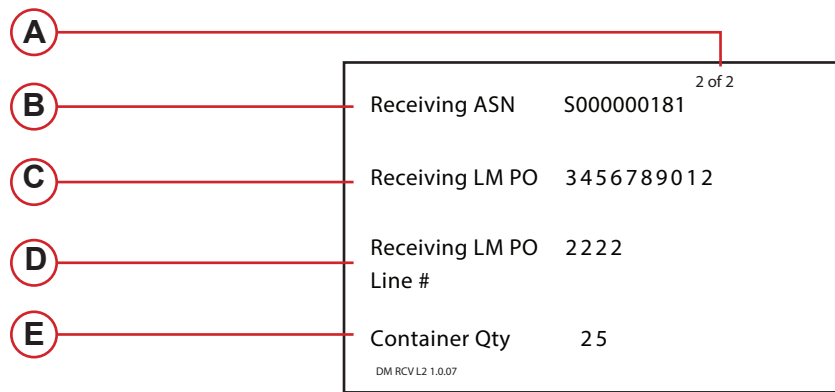 A
2 of 2
B Receiving ASN S000000181
C Receiving LM PO 3456789012
D Receiving LM PO 2222
Line #
E Container Qty 25
DM RCV L2 1.0.07